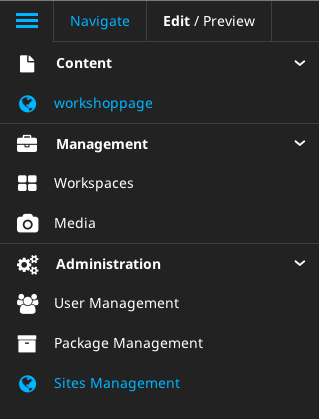 Navigate Edit / Preview
Content
workshoppage
Management
Workspaces
Media
Administration
User Management
Package Management
Sites Management